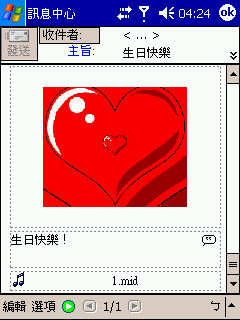 訊息中心 04:24 ok
發送 收件者: < ... >
主旨: 生日快樂
生日快樂！
1.mid
編輯 選項 1/1 ㄅ